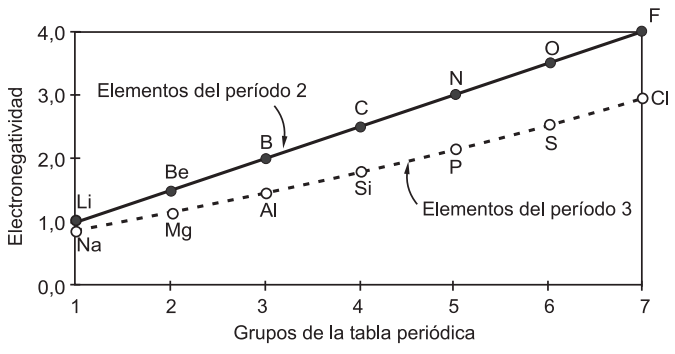 F
4,0
O
Elementos del período 2
N
3,0
C
Cl
B
S
2,0
Be
P
Si
Li
Al
Elementos del período 3
1,0
Mg
Na
0,0
1 2 3 4 5 6 7
Electronegatividad
Grupos de la tabla periódica